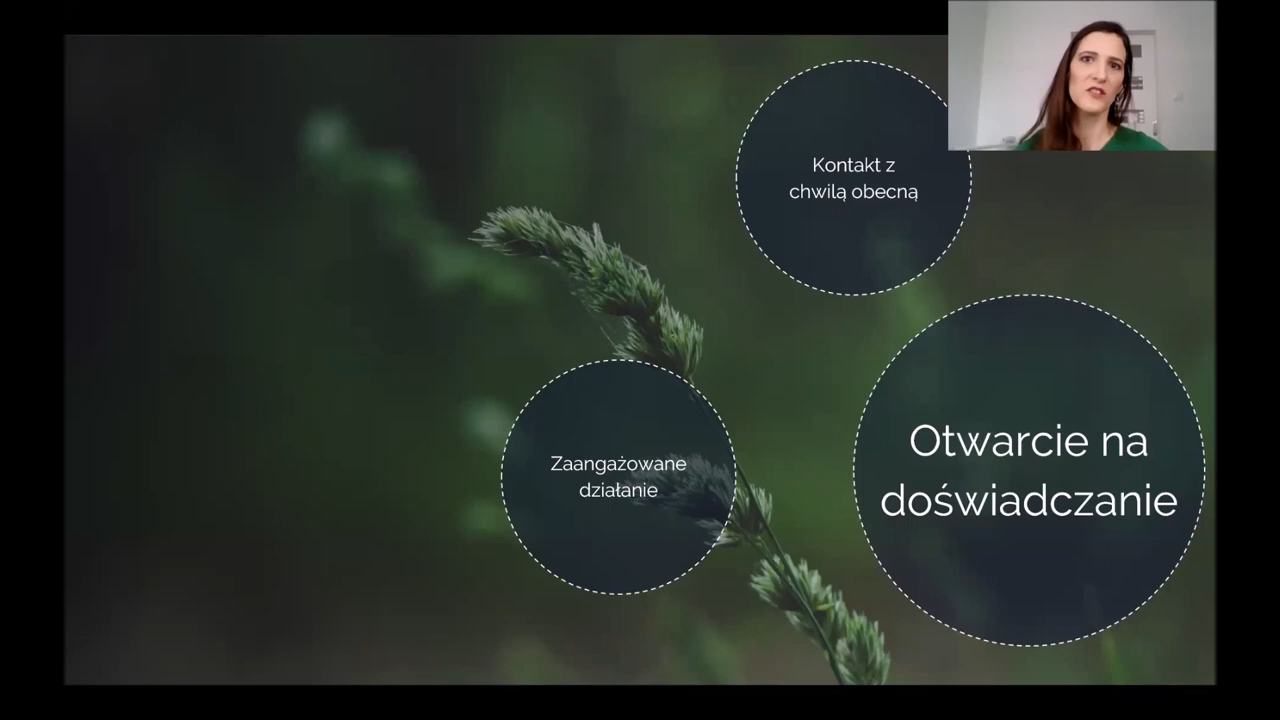 Kontakt z
chwilą obecną
Otwarcie na
doświadczanie
Zaangażowane
działanie